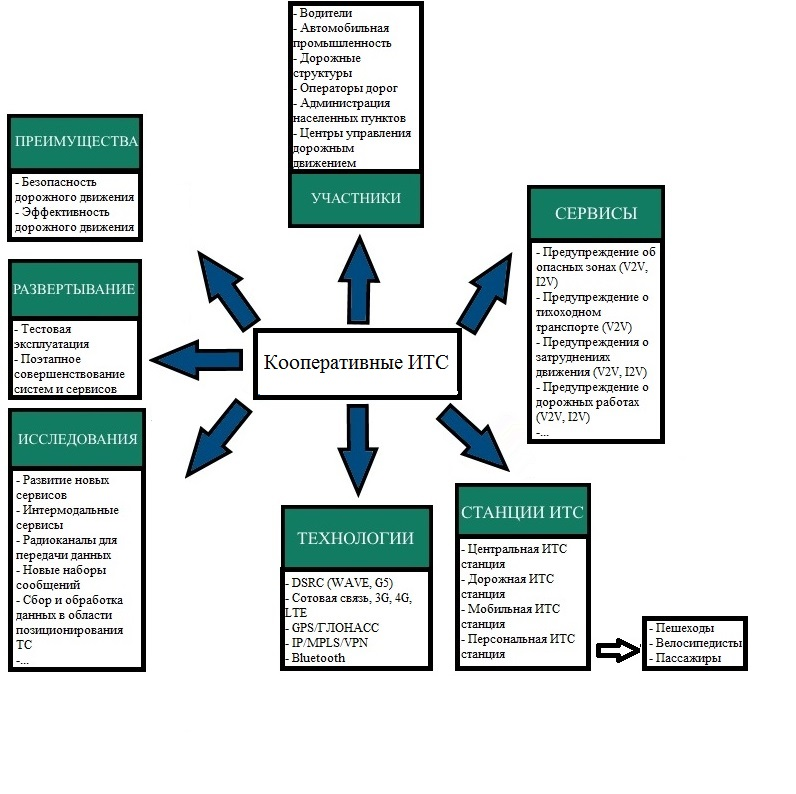 - Водители
- Автомобильная
промышленность
- Дорожные
структуры
- Операторы дорог
- Администрация
населенных пунктов
- Центры управления
дорожным
движением
УЧАСТНИКИ
ПРЕИМУЩЕСТВА
- Безопасность
дорожного движения
- Эффективность
дорожного движения
СЕРВИСЫ
- Предупреждение об
опасных зонах (V2V,
I2V)
- Предупреждение о
тихоходном
транспорте (V2V)
- Предупреждения о
затруднениях
движения (V2V, I2V)
- Предупреждение о
дорожных работах
(V2V, I2V)
-...
РАЗВЕРТЫВАНИЕ
- Тестовая
эксплуатация
- Поэтапное
совершенствование
систем и сервисов
Кооперативные ИТС
ИССЛЕДОВАНИЯ
- Развитие новых
сервисов
- Интермодальные
сервисы
- Радиоканалы для
передачи данных
- Новые наборы
сообщений
- Сбор и обработка
данных в области
позиционирования
ТС
-...
ТЕХНОЛОГИИ
- DSRC (WAVE, G5)
- Сотовая связь, 3G, 4G,
LTE
- GPS/ГЛОНАСС
- IP/MPLS/VPN
- Bluetooth
СТАНЦИИ ИТС
- Центральная ИТС
станция
- Дорожная ИТС
станция
- Мобильная ИТС
станция
- Персональная ИТС
станция
- Пешеходы
- Велосипедисты
- Пассажиры